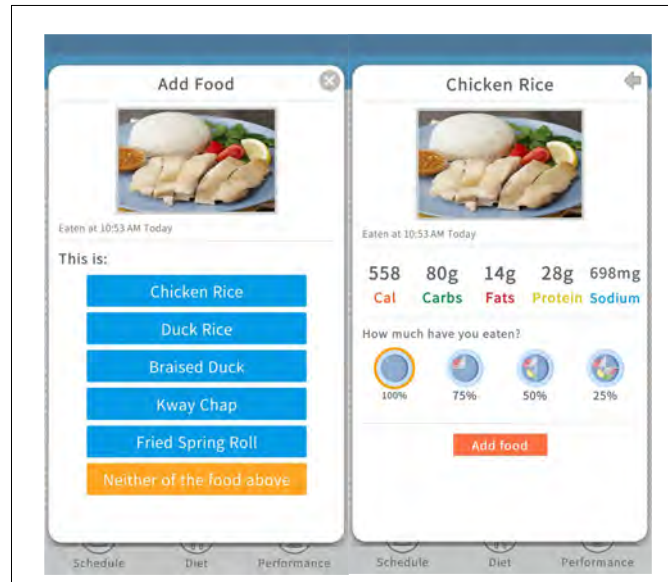 Add Food
Eaten at 10:53 AM Today
This is:
Chicken Rice
Duck Rice
Braised Duck
Kway Chap
Fried Spring Roll
Neither of the food above
Schedule Diet Performance
Chicken Rice
Eaten at 10:53 AM Today
558 80g 14g 28g 698mg
Cal Carbs Fats Protein Sodium
How much have you eaten?
100% 75% 50% 25%
Add food
Schedule Diet Performance